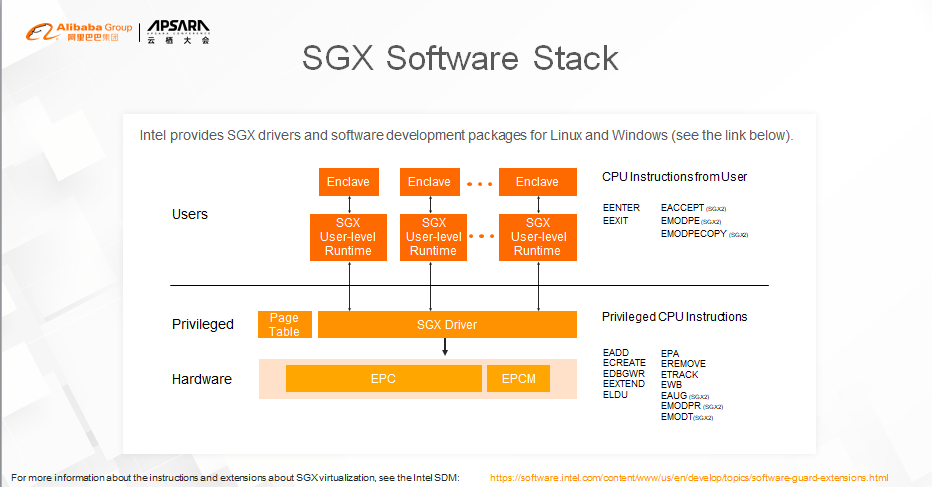 Alibaba Group
阿里巴巴集团
APSARA
APSARA CONFERENCE
云栖大会
SGX Software Stack
Intel provides SGX drivers and software development packages for Linux and Windows (see the link below).
Users
Enclave
Enclave
Enclave
SGX
User-level
Runtime
SGX
User-level
Runtime
SGX
User-level
Runtime
CPU Instructions from User
EENTER
EEXIT
EACCEPT (SGX2)
EMODPE (SGX2)
EMODPECOPY (SGX2)
Privileged
Page
Table
SGX Driver
Privileged CPU Instructions
Hardware
EPC
EPCM
EADD
ECREATE
EDBGWR
EEXTEND
ELDU
EPA
EREMOVE
ETRACK
EWB
EAUG (SGX2)
EMODPR (SGX2)
EMODT(SGX2)
For more information about the instructions and extensions about SGX virtualization, see the Intel SDM: https://software.intel.com/content/www/us/en/develop/topics/software-guard-extensions.html